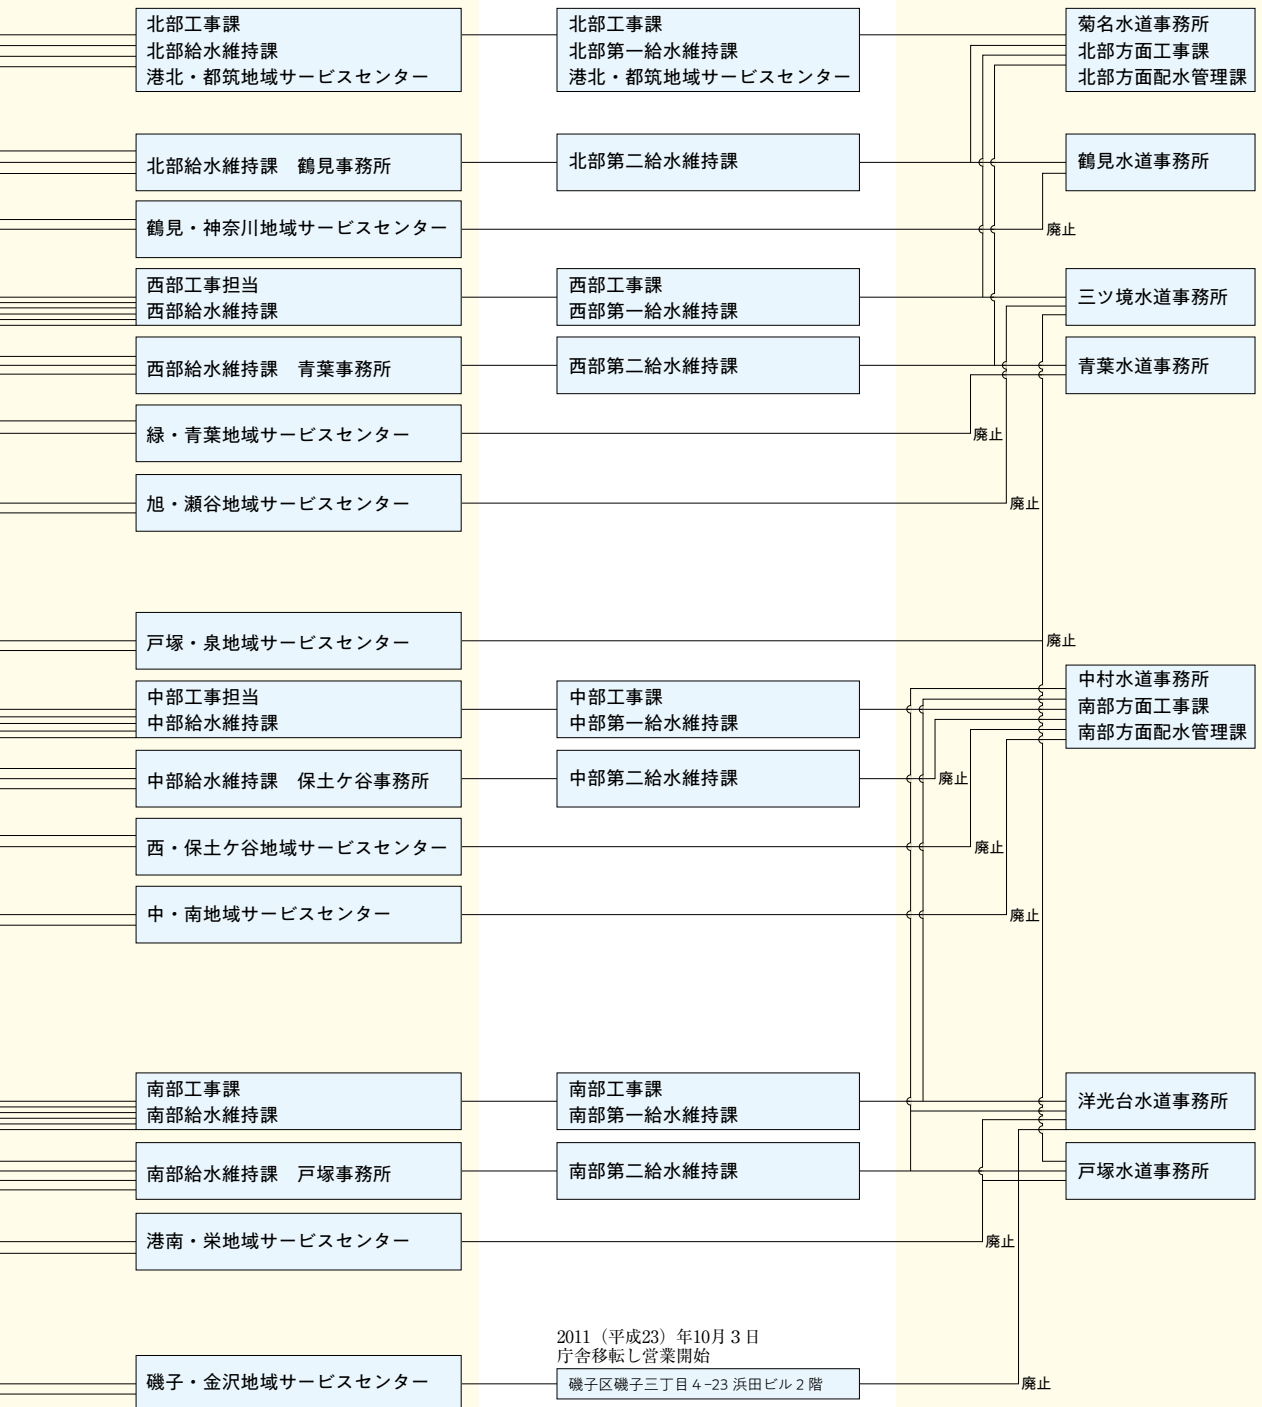 北部工事課
北部給水維持課
港北・都筑地域サービスセンター
北部工事課
北部第一給水維持課
港北・都筑地域サービスセンター
菊名水道事務所
北部方面工事課
北部方面配水管理課
北部給水維持課　鶴見事務所
北部第二給水維持課
鶴見水道事務所
鶴見・神奈川地域サービスセンター
廃止
西部工事担当
西部給水維持課
西部工事課
西部第一給水維持課
三ツ境水道事務所
西部給水維持課　青葉事務所
西部第二給水維持課
青葉水道事務所
緑・青葉地域サービスセンター
廃止
旭・瀬谷地域サービスセンター
廃止
戸塚・泉地域サービスセンター
廃止
中部工事担当
中部給水維持課
中部工事課
中部第一給水維持課
中村水道事務所
南部方面工事課
南部方面配水管理課
中部給水維持課　保土ケ谷事務所
中部第二給水維持課
廃止
西・保土ケ谷地域サービスセンター
廃止
中・南地域サービスセンター
廃止
南部工事課
南部給水維持課
南部工事課
南部第一給水維持課
洋光台水道事務所
南部給水維持課　戸塚事務所
南部第二給水維持課
戸塚水道事務所
港南・栄地域サービスセンター
廃止
2011（平成23）年10月３日
庁舎移転し営業開始
磯子・金沢地域サービスセンター
磯子区磯子三丁目４−23 浜田ビル２階
廃止